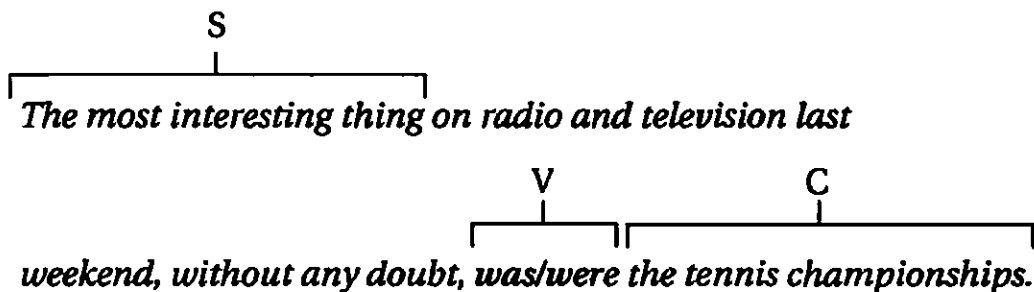 S
The most interesting thing on radio and television last
V C
weekend, without any doubt, was/were the tennis championships.